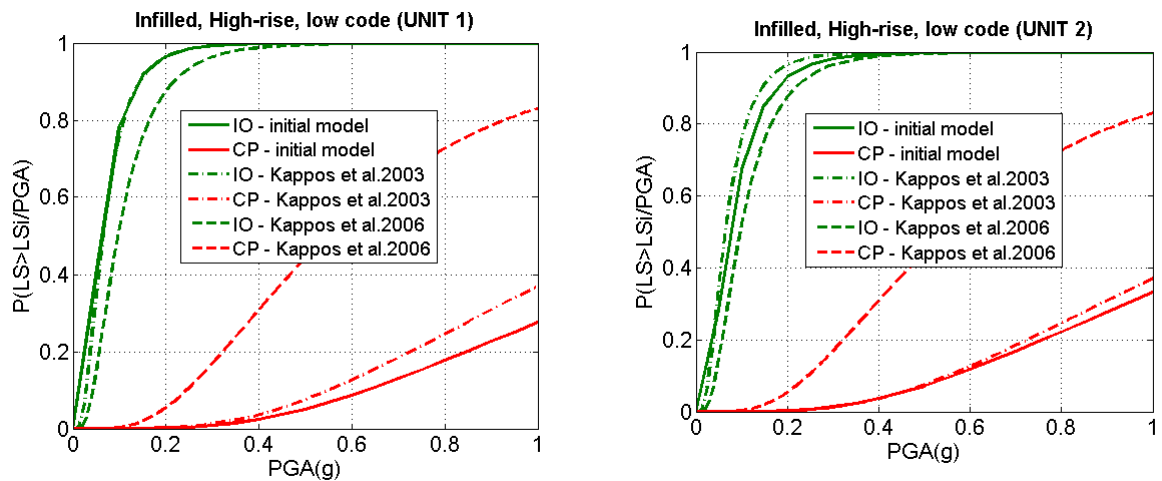 Infilled, High-rise, low code (UNIT 1)
P(LS>LSi/PGA)
1
0.8
0.6
0.4
0.2
0
IO - initial model
CP - initial model
IO - Kappos et al.2003
CP - Kappos et al.2003
IO - Kappos et al.2006
CP - Kappos et al.2006
0 0.2 0.4 0.6 0.8 1
PGA(g)
Infilled, High-rise, low code (UNIT 2)
P(LS>LSi/PGA)
1
0.8
0.6
0.4
0.2
0
IO - initial model
CP - initial model
IO - Kappos et al.2003
CP - Kappos et al.2003
IO - Kappos et al.2006
CP - Kappos et al.2006
0 0.2 0.4 0.6 0.8 1
PGA(g)